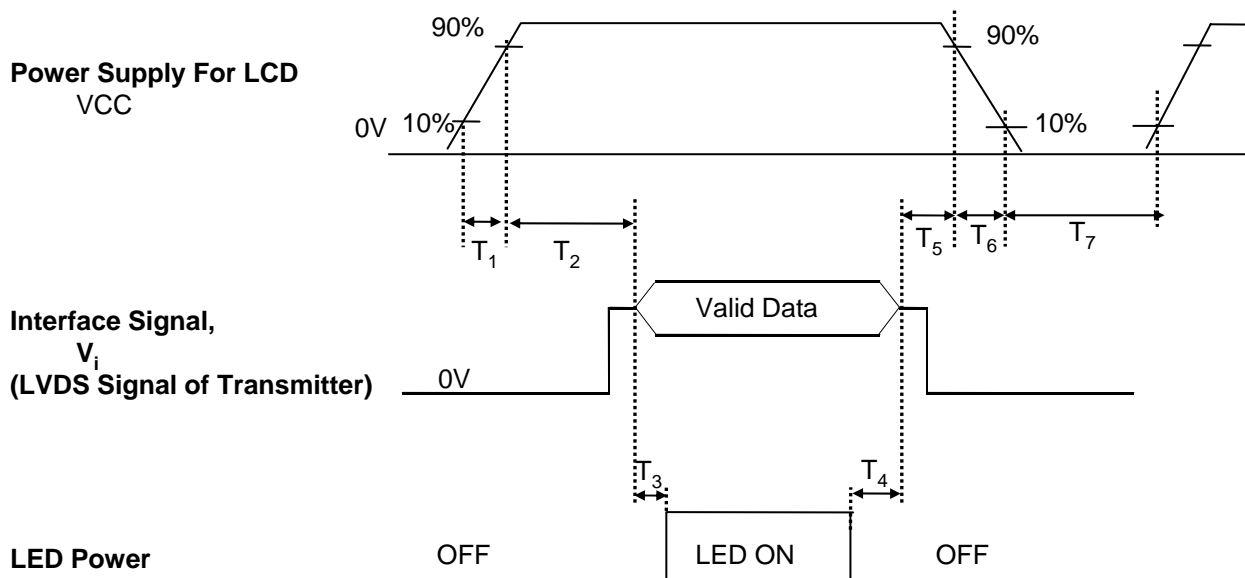 90%
90%
Power Supply For LCD
VCC
0V
10%
10%
T1
T2
T5
T6
T7
Interface Signal,
Vi
(LVDS Signal of Transmitter)
0V
Valid Data
T3
T4
LED Power
OFF
LED ON
OFF